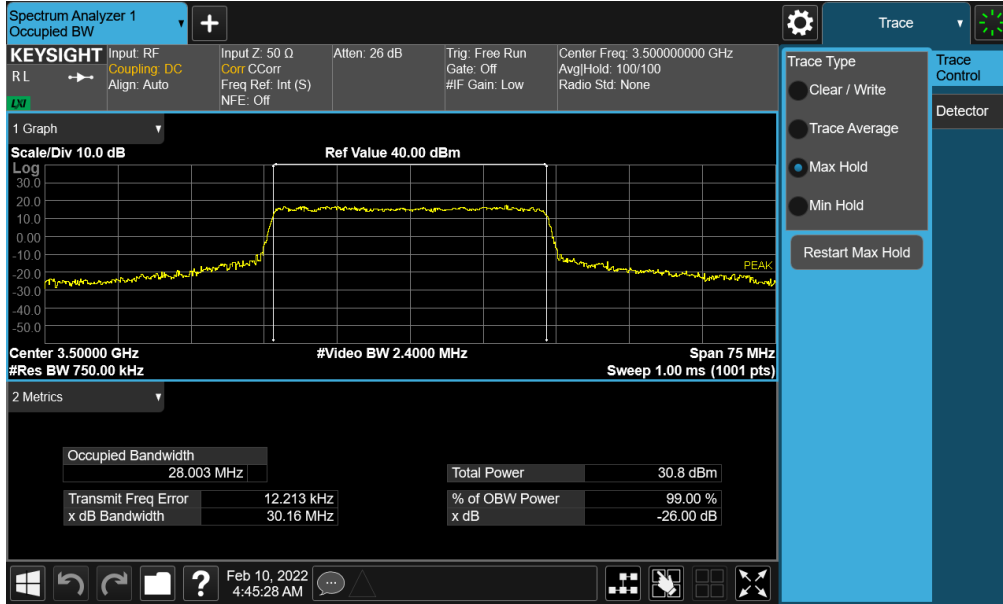 Spectrum Analyzer 1
Occupied BW
Trace
KEYSIGHT
R L
LXI
Input: RF
Coupling: DC
Align: Auto
Input Z: 50 Ω
Corr CCorr
Freq Ref: Int (S)
NFE: Off
Atten: 26 dB
Trig: Free Run
Gate: Off
#IF Gain: Low
Center Freq: 3.500000000 GHz
Avg|Hold: 100/100
Radio Std: None
Trace Type
Clear / Write
Trace Average
Max Hold
Min Hold
Restart Max Hold
Trace
Control
Detector
1 Graph
Scale/Div 10.0 dB
Ref Value 40.00 dBm
Log
30.0
20.0
10.0
0.00
-10.0
-20.0
-30.0
-40.0
-50.0
PEAK
Center 3.50000 GHz
#Video BW 2.4000 MHz
Span 75 MHz
#Res BW 750.00 kHz
Sweep 1.00 ms (1001 pts)
2 Metrics
Occupied Bandwidth
28.003 MHz
Total Power 30.8 dBm
Transmit Freq Error 12.213 kHz
% of OBW Power 99.00 %
x dB Bandwidth 30.16 MHz
x dB -26.00 dB
?
Feb 10, 2022
4:45:28 AM